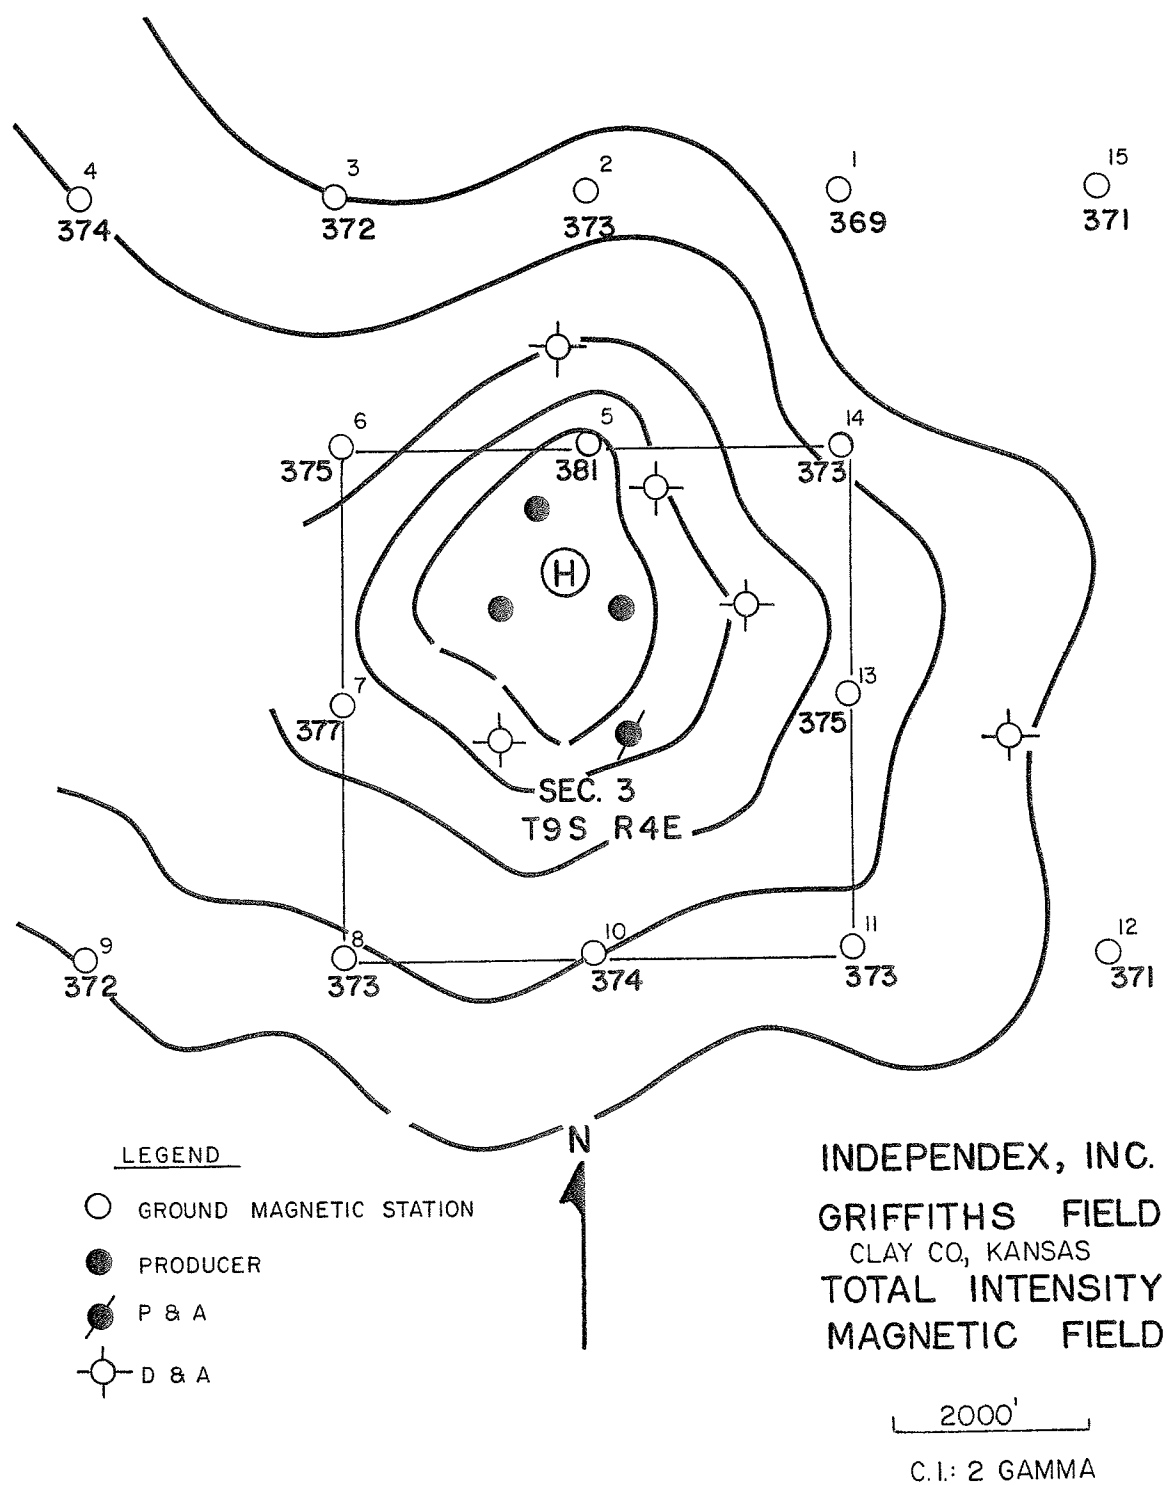 4
3
2
1
15
374
372
373
369
371
6
5
14
375
381
373
H
7
13
377
375
SEC. 3
T9S R4E
9
8
10
11
12
372
373
374
373
371
N
LEGEND
GROUND MAGNETIC STATION
PRODUCER
P & A
D & A
INDEPENDEX, INC.
GRIFFITHS FIELD
CLAY CO., KANSAS
TOTAL INTENSITY
MAGNETIC FIELD
2000'
C.I.: 2 GAMMA